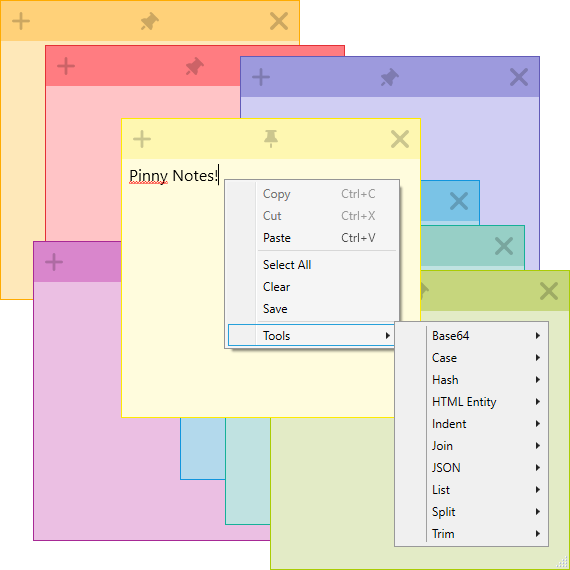 Pinny Notes!
Copy Ctrl+C
Cut Ctrl+X
Paste Ctrl+V
Select All
Clear
Save
Tools
Base64
Case
Hash
HTML Entity
Indent
Join
JSON
List
Split
Trim